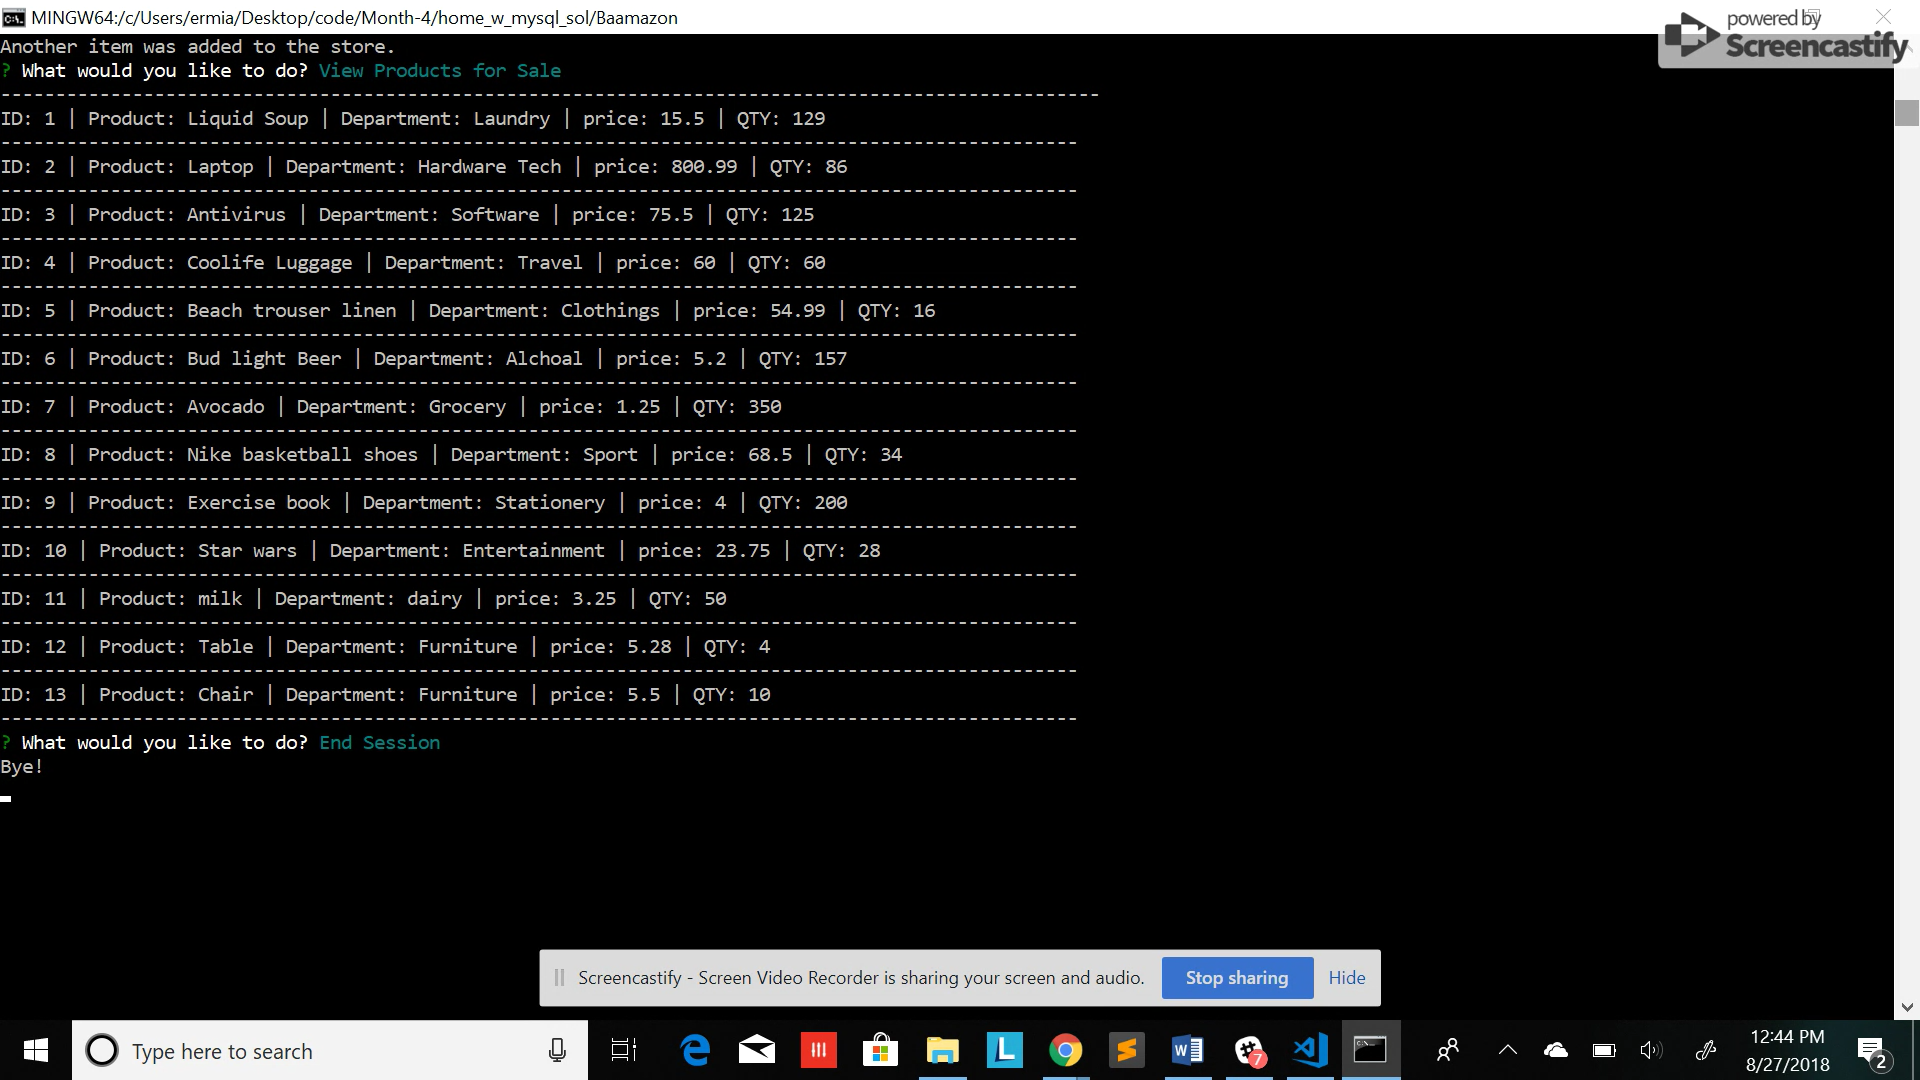 MINGW64:/c/Users/ermia/Desktop/code/Month-4/home_w_mysql_sol/Baamazon
powered by
Screencastify
Another item was added to the store.
? What would you like to do? View Products for Sale
---------------------------------------------------------------------------------------------------
ID: 1 | Product: Liquid Soup | Department: Laundry | price: 15.5 | QTY: 129
--------------------------------------------------------------------------------------------------
ID: 2 | Product: Laptop | Department: Hardware Tech | price: 800.99 | QTY: 86
--------------------------------------------------------------------------------------------------
ID: 3 | Product: Antivirus | Department: Software | price: 75.5 | QTY: 125
--------------------------------------------------------------------------------------------------
ID: 4 | Product: Coolife Luggage | Department: Travel | price: 60 | QTY: 60
--------------------------------------------------------------------------------------------------
ID: 5 | Product: Beach trouser linen | Department: Clothings | price: 54.99 | QTY: 16
--------------------------------------------------------------------------------------------------
ID: 6 | Product: Bud light Beer | Department: Alchoal | price: 5.2 | QTY: 157
--------------------------------------------------------------------------------------------------
ID: 7 | Product: Avocado | Department: Grocery | price: 1.25 | QTY: 350
--------------------------------------------------------------------------------------------------
ID: 8 | Product: Nike basketball shoes | Department: Sport | price: 68.5 | QTY: 34
--------------------------------------------------------------------------------------------------
ID: 9 | Product: Exercise book | Department: Stationery | price: 4 | QTY: 200
--------------------------------------------------------------------------------------------------
ID: 10 | Product: Star wars | Department: Entertainment | price: 23.75 | QTY: 28
--------------------------------------------------------------------------------------------------
ID: 11 | Product: milk | Department: dairy | price: 3.25 | QTY: 50
--------------------------------------------------------------------------------------------------
ID: 12 | Product: Table | Department: Furniture | price: 5.28 | QTY: 4
--------------------------------------------------------------------------------------------------
ID: 13 | Product: Chair | Department: Furniture | price: 5.5 | QTY: 10
--------------------------------------------------------------------------------------------------
? What would you like to do? End Session
Bye!
Screencastify - Screen Video Recorder is sharing your screen and audio. Stop sharing Hide
Type here to search
7
12:44 PM
8/27/2018
2